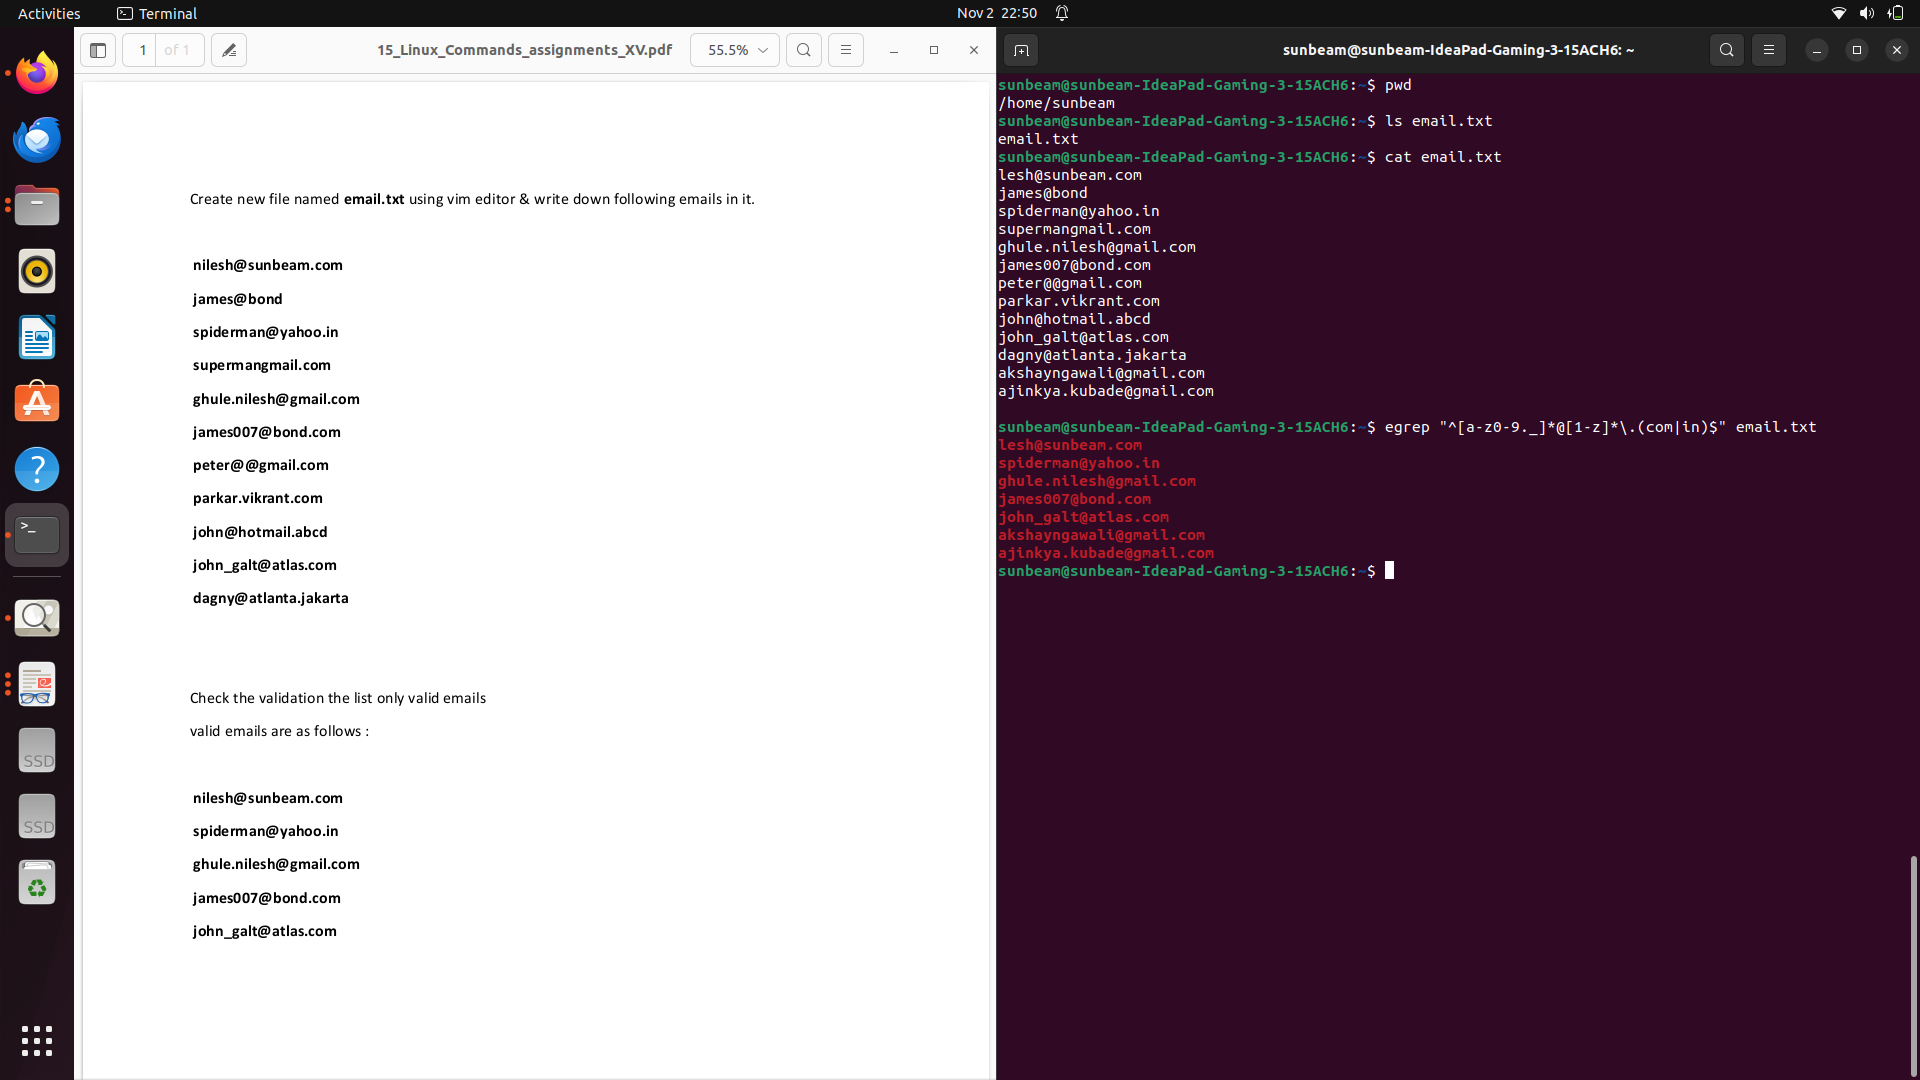 Activities
Terminal
Nov 2 22:50
1 of 1
15_Linux_Commands_assignments_XV.pdf
55.5%
Create new file named email.txt using vim editor & write down following emails in it.
nilesh@sunbeam.com
james@bond
spiderman@yahoo.in
supermangmail.com
ghule.nilesh@gmail.com
james007@bond.com
peter@@gmail.com
parkar.vikrant.com
john@hotmail.abcd
john_galt@atlas.com
dagny@atlanta.jakarta
Check the validation the list only valid emails
valid emails are as follows :
nilesh@sunbeam.com
spiderman@yahoo.in
ghule.nilesh@gmail.com
james007@bond.com
john_galt@atlas.com
SSD
SSD
sunbeam@sunbeam-IdeaPad-Gaming-3-15ACH6: ~
sunbeam@sunbeam-IdeaPad-Gaming-3-15ACH6:~$ pwd
/home/sunbeam
sunbeam@sunbeam-IdeaPad-Gaming-3-15ACH6:~$ ls email.txt
email.txt
sunbeam@sunbeam-IdeaPad-Gaming-3-15ACH6:~$ cat email.txt
lesh@sunbeam.com
james@bond
spiderman@yahoo.in
supermangmail.com
ghule.nilesh@gmail.com
james007@bond.com
peter@@gmail.com
parkar.vikrant.com
john@hotmail.abcd
john_galt@atlas.com
dagny@atlanta.jakarta
akshayngawali@gmail.com
ajinkya.kubade@gmail.com
sunbeam@sunbeam-IdeaPad-Gaming-3-15ACH6:~$ egrep "^[a-z0-9._]*@[1-z]*\.(com|in)$" email.txt
lesh@sunbeam.com
spiderman@yahoo.in
ghule.nilesh@gmail.com
james007@bond.com
john_galt@atlas.com
akshayngawali@gmail.com
ajinkya.kubade@gmail.com
sunbeam@sunbeam-IdeaPad-Gaming-3-15ACH6:~$